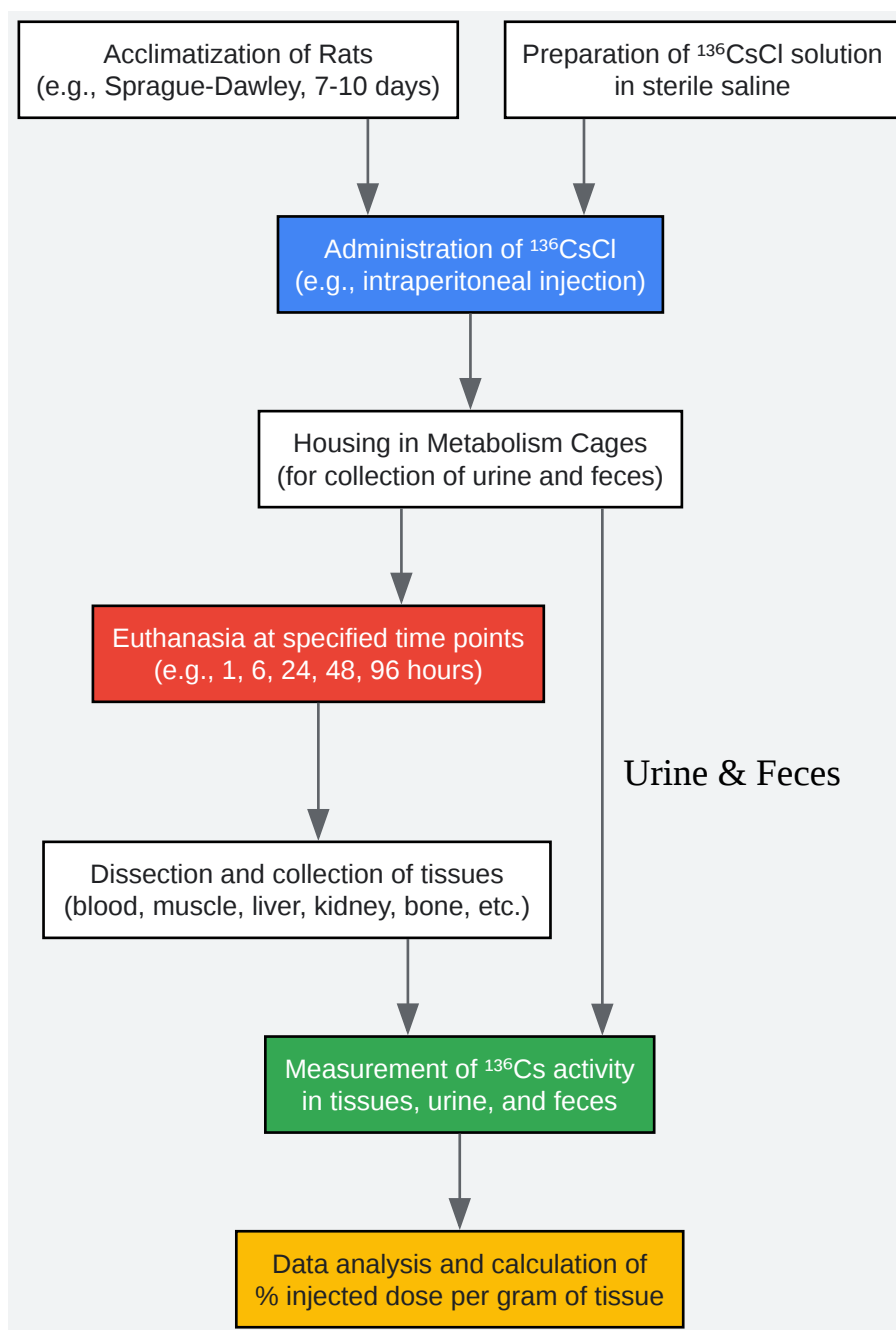 Acclimatization of Rats
(e.g., Sprague-Dawley, 7-10 days)
Preparation of ¹³⁶CsCl solution
in sterile saline
Administration of ¹³⁶CsCl
(e.g., intraperitoneal injection)
Housing in Metabolism Cages
(for collection of urine and feces)
Euthanasia at specified time points
(e.g., 1, 6, 24, 48, 96 hours)
Urine & Feces
Dissection and collection of tissues
(blood, muscle, liver, kidney, bone, etc.)
Measurement of ¹³⁶Cs activity
in tissues, urine, and feces
Data analysis and calculation of
% injected dose per gram of tissue